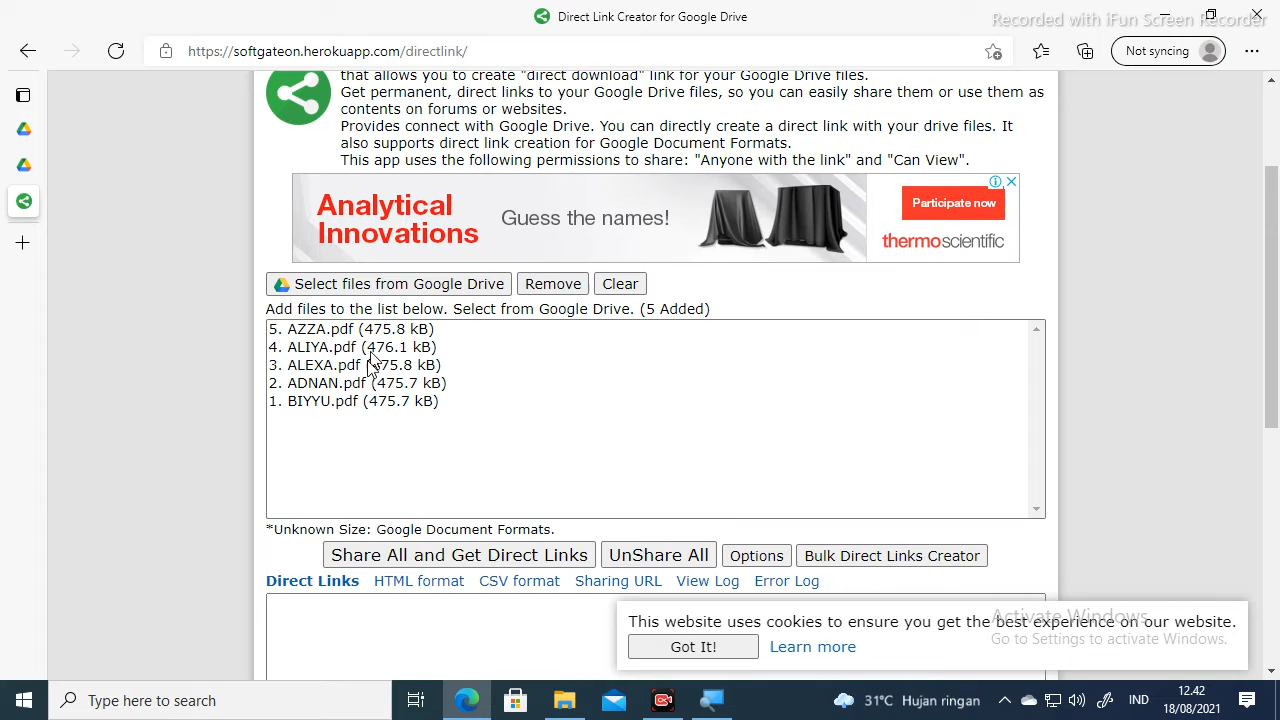 Direct Link Creator for Google Drive
Recorded with iFun Screen Recorder
https://softgateon.herokuapp.com/directlink/
Not syncing
that allows you to create "direct download" link for your Google Drive files.
Get permanent, direct links to your Google Drive files, so you can easily share them or use them as
contents on forums or websites.
Provides connect with Google Drive. You can directly create a direct link with your drive files. It
also supports direct link creation for Google Document Formats.
This app uses the following permissions to share: "Anyone with the link" and "Can View".
Analytical
Innovations
Guess the names!
Participate now
thermoscientific
Select files from Google Drive
Remove
Clear
Add files to the list below. Select from Google Drive. (5 Added)
5. AZZA.pdf (475.8 kB)
4. ALIYA.pdf (476.1 kB)
3. ALEXA.pdf (475.8 kB)
2. ADNAN.pdf (475.7 kB)
1. BIYYU.pdf (475.7 kB)
*Unknown Size: Google Document Formats.
Share All and Get Direct Links
UnShare All
Options
Bulk Direct Links Creator
Direct Links HTML format CSV format Sharing URL View Log Error Log
This website uses cookies to ensure you get the best experience on our website.
Got It!
Learn more
Activate Windows
Go to Settings to activate Windows.
Type here to search
31°C Hujan ringan
IND
12.42
18/08/2021